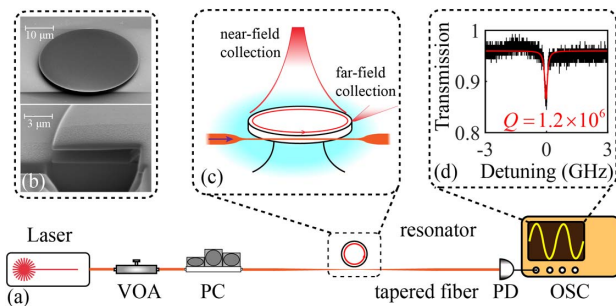 10 μm
3 μm
(b)
near-field
collection
far-field
collection
(c)
Transmission
1
0.9
0.8
-3
0
3
Q = 1.2×10⁶
(d)
Detuning (GHz)
Laser
(a)
VOA
PC
resonator
tapered fiber
PD
OSC